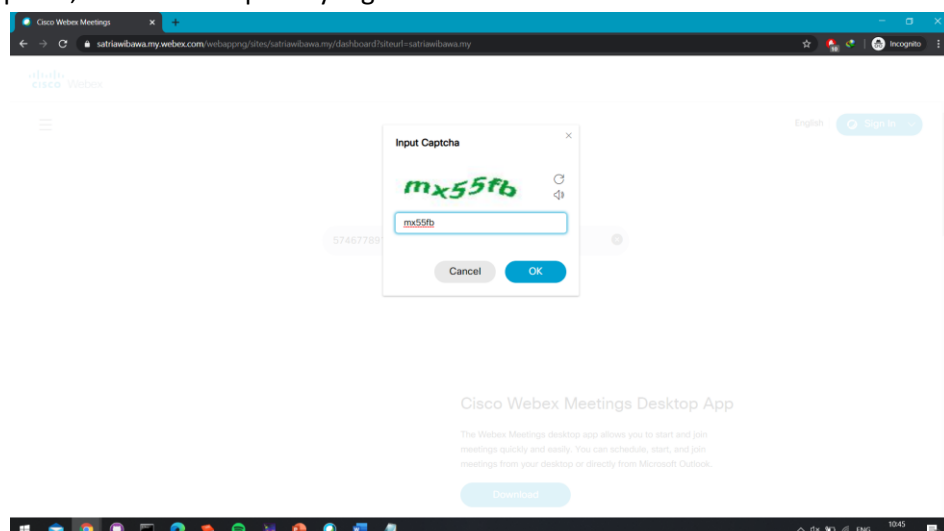 Cisco Webex Meetings
satriawibawa.my.webex.com/webappng/sites/satriawibawa.my/dashboard?siteurl=satriawibawa.my
10
Incognito
cisco Webex
English
Sign In
Input Captcha
mx55fb
mx55fb
Cancel
OK
Cisco Webex Meetings Desktop App
The Webex Meetings desktop app allows you to start and join
meetings quickly and easily. You can schedule, start, and join
meetings from your desktop or directly from Microsoft Outlook.
Download
ENG
10:45